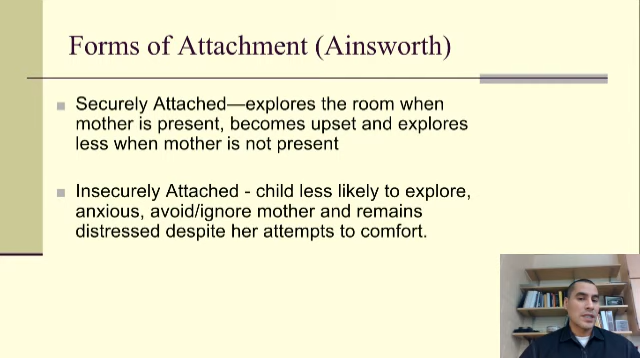 Forms of Attachment (Ainsworth)
Securely Attached—explores the room when
mother is present, becomes upset and explores
less when mother is not present
Insecurely Attached - child less likely to explore,
anxious, avoid/ignore mother and remains
distressed despite her attempts to comfort.